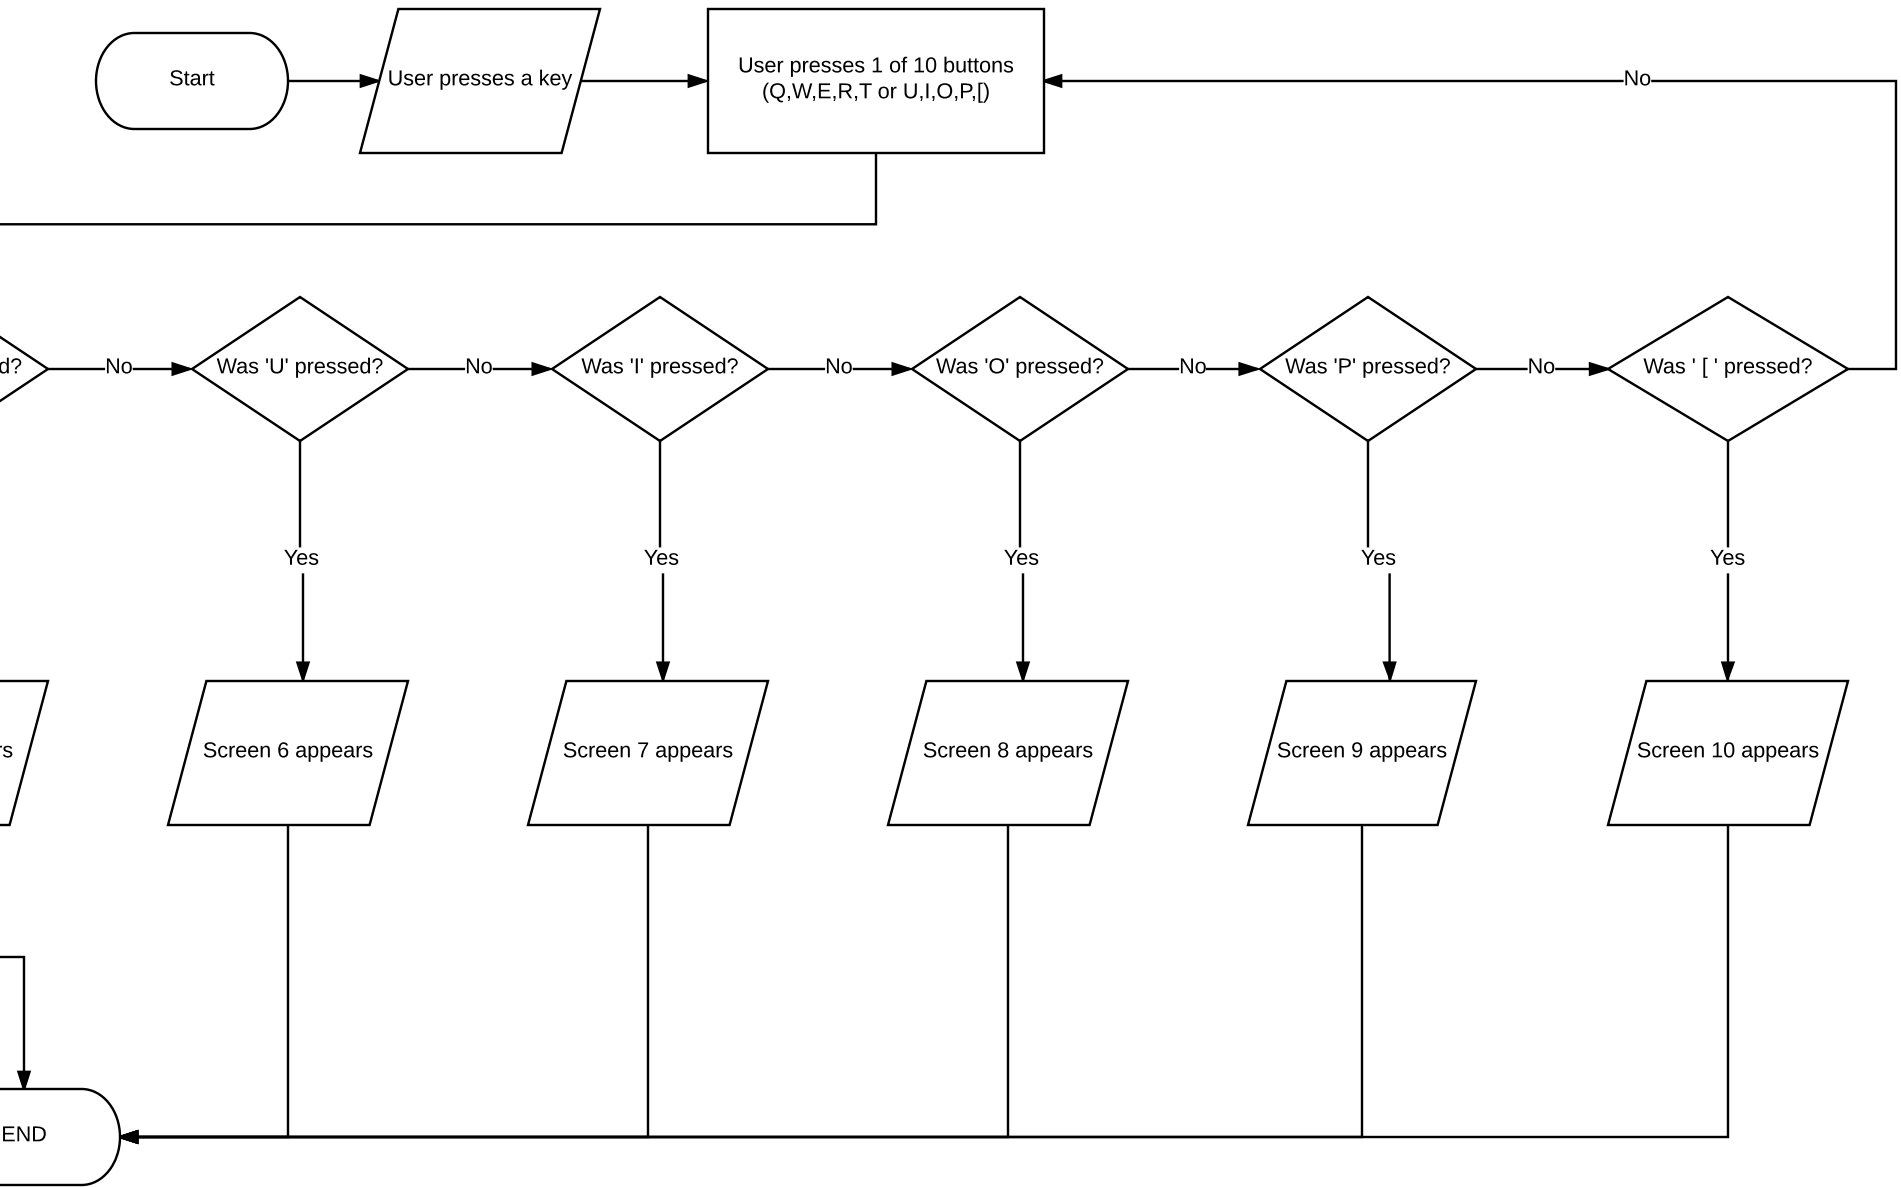 Start
User presses a key
User presses 1 of 10 buttons
(Q,W,E,R,T or U,I,O,P,[)
No
d?
No
Was 'U' pressed?
No
Was 'I' pressed?
No
Was 'O' pressed?
No
Was 'P' pressed?
No
Was ' [ ' pressed?
Yes
Yes
Yes
Yes
Yes
rs
Screen 6 appears
Screen 7 appears
Screen 8 appears
Screen 9 appears
Screen 10 appears
END